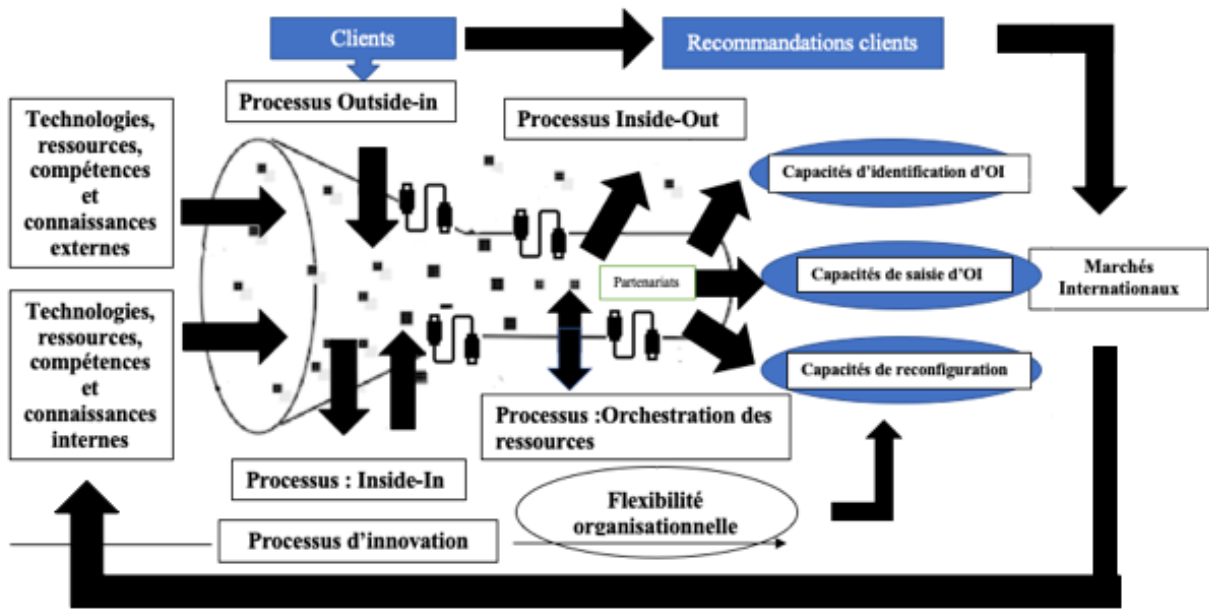 Clients
Recommandations clients
Processus Outside-in
Processus Inside-Out
Technologies,
ressources,
compétences
et
connaissances
externes
Capacités d'identification d'OI
Partenariats
Capacités de saisie d'OI
Marchés
Internationaux
Technologies,
ressources,
compétences
et
connaissances
internes
Capacités de reconfiguration
Processus :Orchestration des
ressources
Processus : Inside-In
Flexibilité
organisationnelle
Processus d'innovation